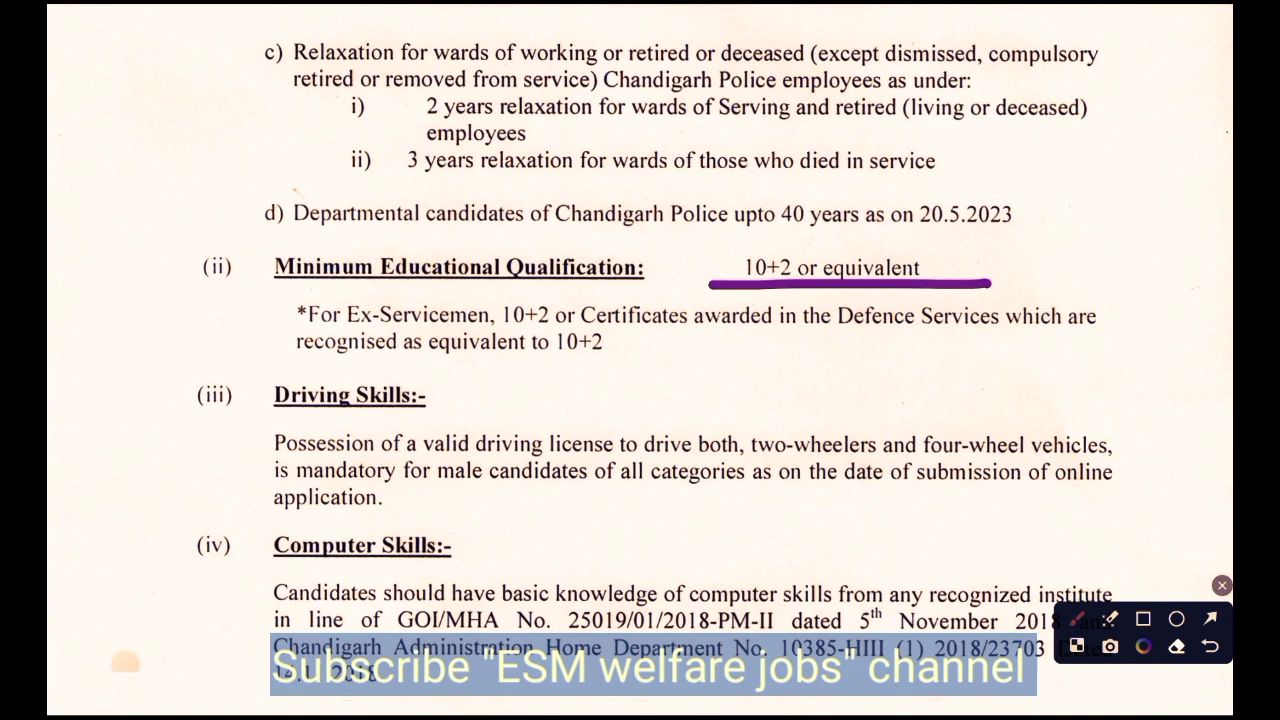 c) Relaxation for wards of working or retired or deceased (except dismissed, compulsory
retired or removed from service) Chandigarh Police employees as under:
i) 2 years relaxation for wards of Serving and retired (living or deceased)
employees
ii) 3 years relaxation for wards of those who died in service
d) Departmental candidates of Chandigarh Police upto 40 years as on 20.5.2023
(ii) Minimum Educational Qualification: 10+2 or equivalent
*For Ex-Servicemen, 10+2 or Certificates awarded in the Defence Services which are
recognised as equivalent to 10+2
(iii) Driving Skills:-
Possession of a valid driving license to drive both, two-wheelers and four-wheel vehicles,
is mandatory for male candidates of all categories as on the date of submission of online
application.
(iv) Computer Skills:-
Candidates should have basic knowledge of computer skills from any recognized institute
in line of GOI/MHA No. 25019/01/2018-PM-II dated 5th November 2018
Chandigarh Administration Home Department No. 10385-HIII (1) 2018/23703
Subscribe "ESM welfare jobs" channel